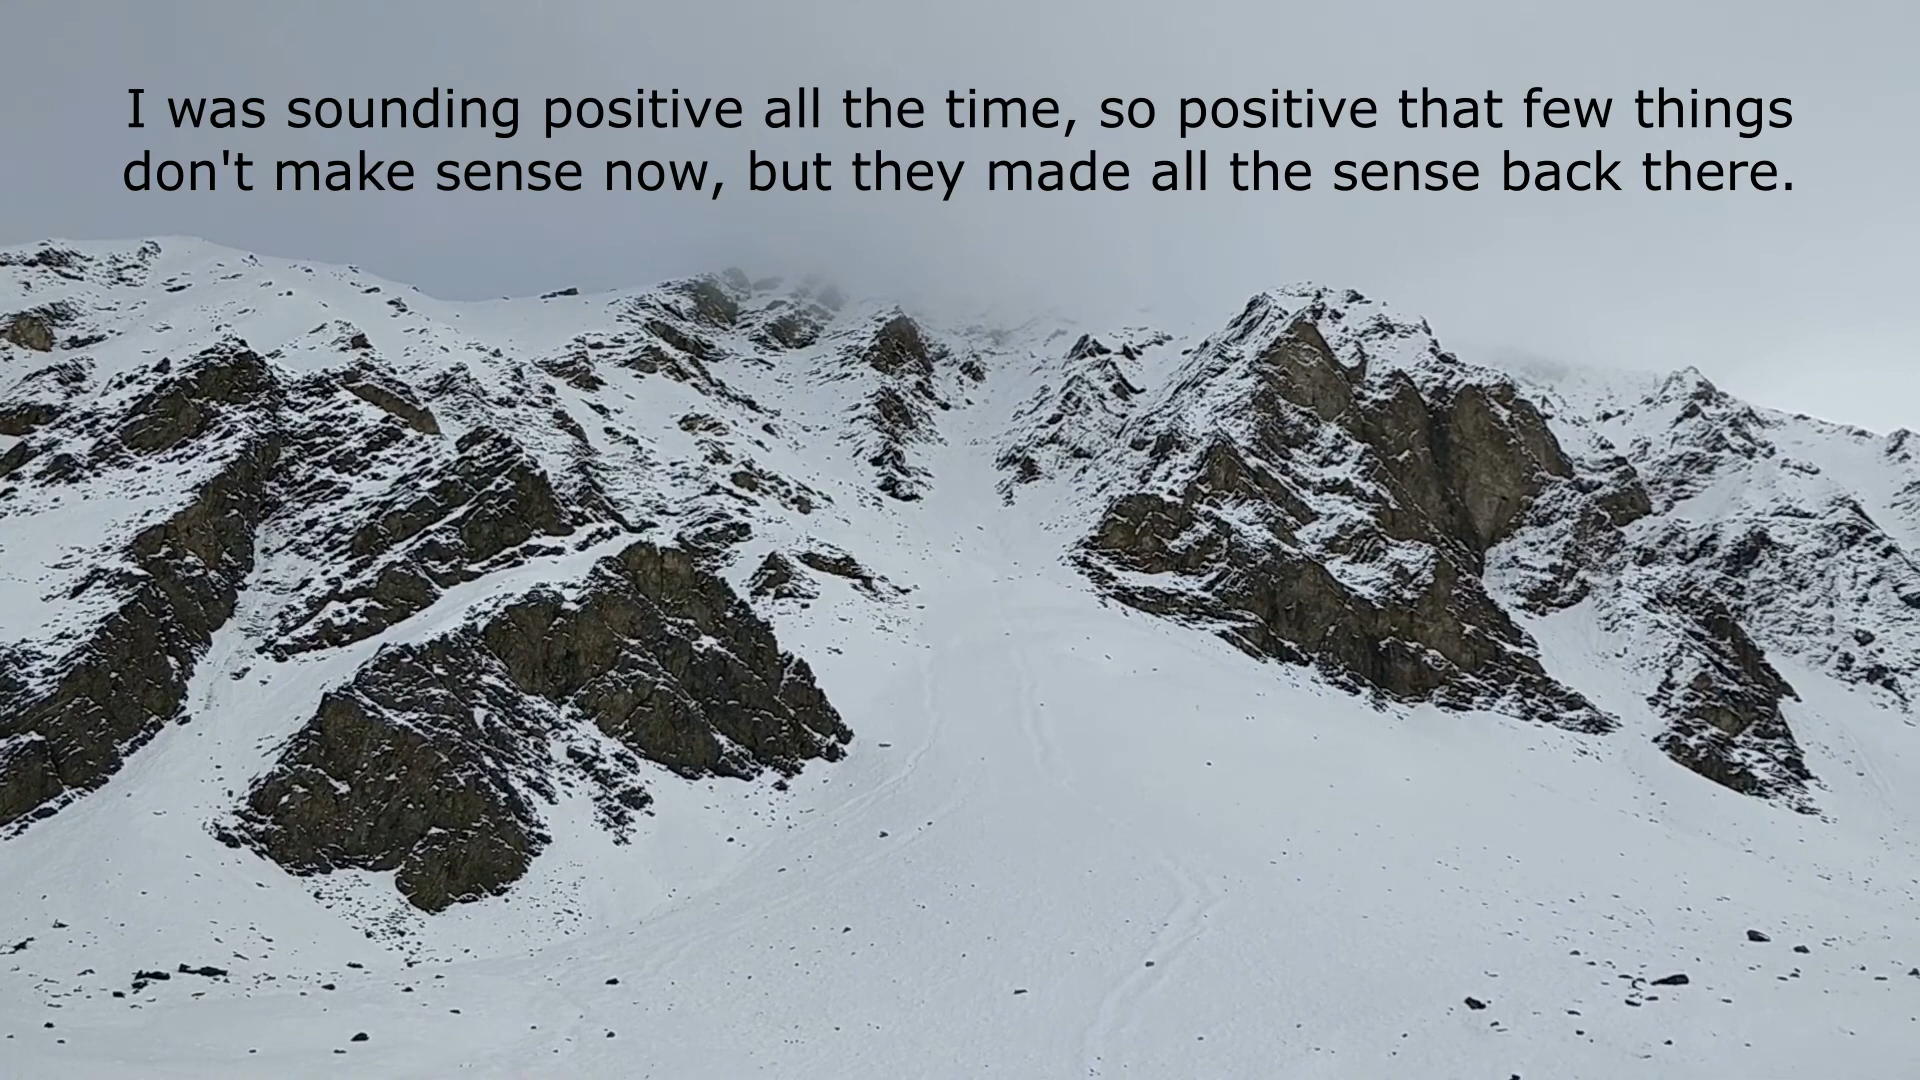 I was sounding positive all the time, so positive that few things
don't make sense now, but they made all the sense back there.